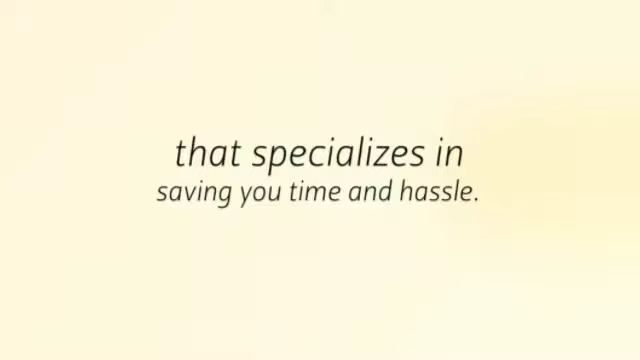 that specializes in
saving you time and hassle.